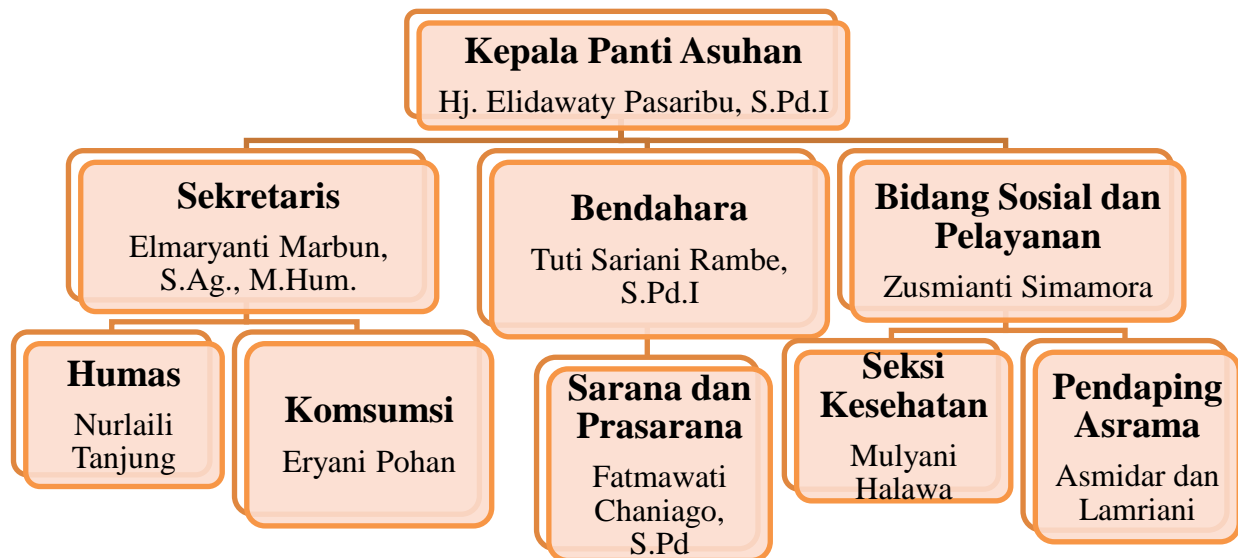 Kepala Panti Asuhan
Hj. Elidawaty Pasaribu, S.Pd.I
Sekretaris
Elmaryanti Marbun,
S.Ag., M.Hum.
Bendahara
Tuti Sariani Rambe,
S.Pd.I
Bidang Sosial dan
Pelayanan
Zusmianti Simamora
Humas
Nurlaili
Tanjung
Komsumsi
Eryani Pohan
Sarana dan
Prasarana
Fatmawati
Chaniago,
S.Pd
Seksi
Kesehatan
Mulyani
Halawa
Pendaping
Asrama
Asmidar dan
Lamriani